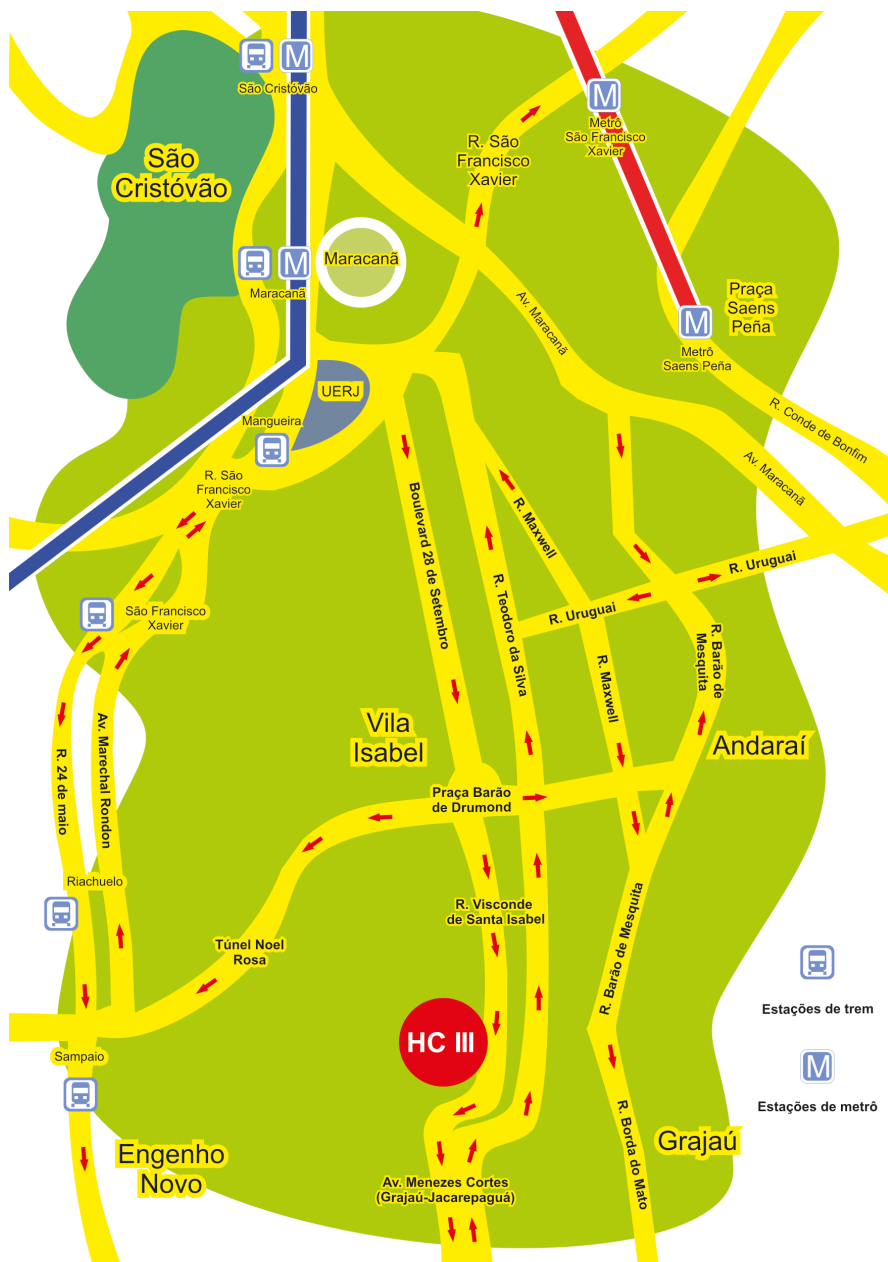 M
São Cristóvão
M
Metrô
São Francisco
Xavier
R. São
Francisco
Xavier
São
Cristóvão
M
Maracanã
Maracanã
Praça
Saens
Peña
M
Metrô
Saens Peña
Av. Maracanã
UERJ
R. Conde de Bonfim
Mangueira
Av. Maracanã
R. São
Francisco
Xavier
Boulevard 28 de Setembro
R. Maxwell
R. Teodoro da Silva
R. Uruguai
R. Uruguai
São Francisco
Xavier
R. Barão de
Mesquita
R. Maxwell
Vila
Isabel
Andaraí
R. 24 de maio
Av. Marechal Rondon
Praça Barão
de Drumond
Riachuelo
R. Visconde
de Santa Isabel
R. Barão de Mesquita
Túnel Noel
Rosa
Estações de trem
HC III
Sampaio
M
Estações de metrô
R. Borda do Mato
Grajaú
Engenho
Novo
Av. Menezes Cortes
(Grajaú-Jacarepaguá)